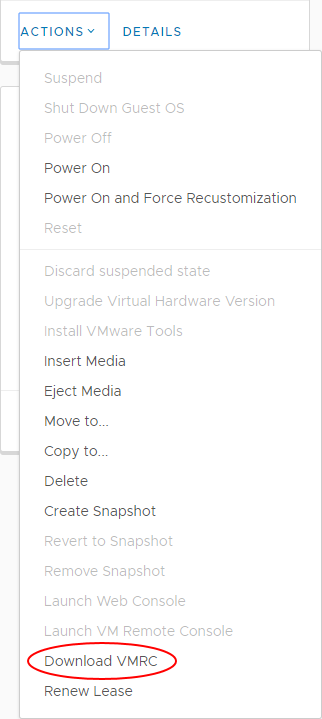 ACTIONS DETAILS
Suspend
Shut Down Guest OS
Power Off
Power On
Power On and Force Recustomization
Reset
Discard suspended state
Upgrade Virtual Hardware Version
Install VMware Tools
Insert Media
Eject Media
Move to...
Copy to...
Delete
Create Snapshot
Revert to Snapshot
Remove Snapshot
Launch Web Console
Launch VM Remote Console
Download VMRC
Renew Lease